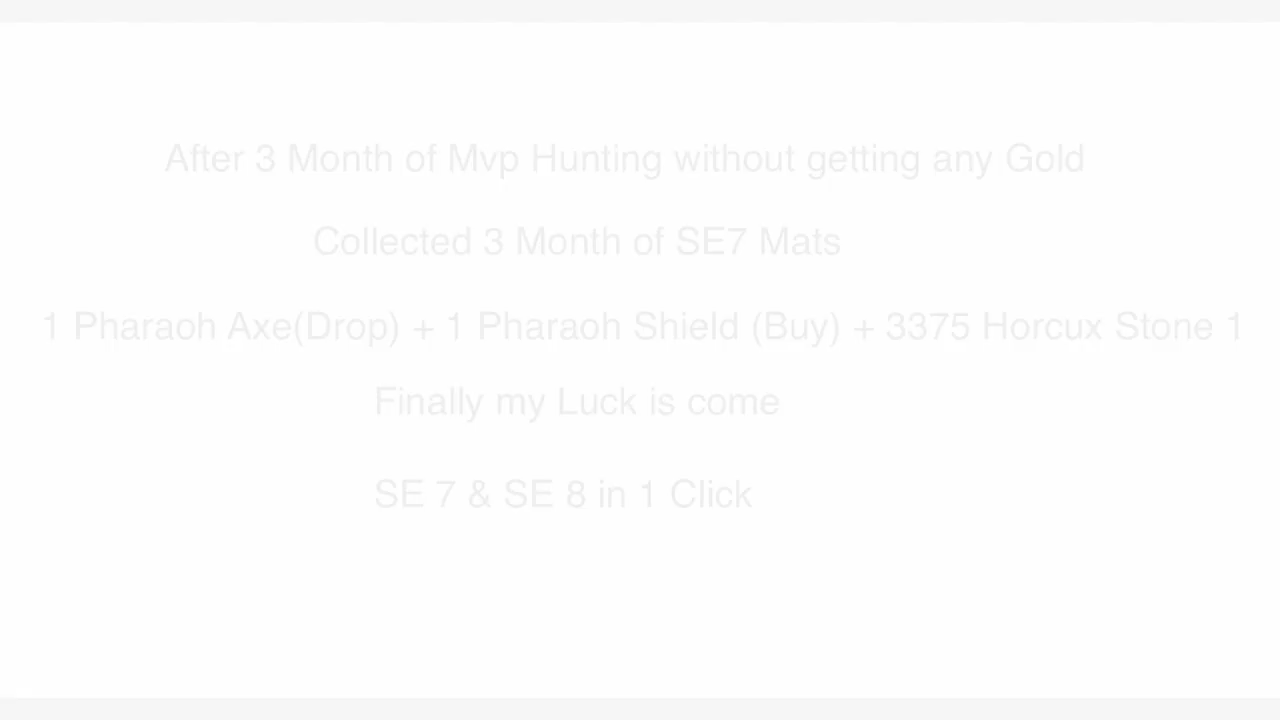 After 3 Month of Mvp Hunting without getting any Gold
Collected 3 Month of SE7 Mats
1 Pharaoh Axe(Drop) + 1 Pharaoh Shield (Buy) + 3375 Horcux Stone 1
Finally my Luck is come
SE 7 & SE 8 in 1 Click